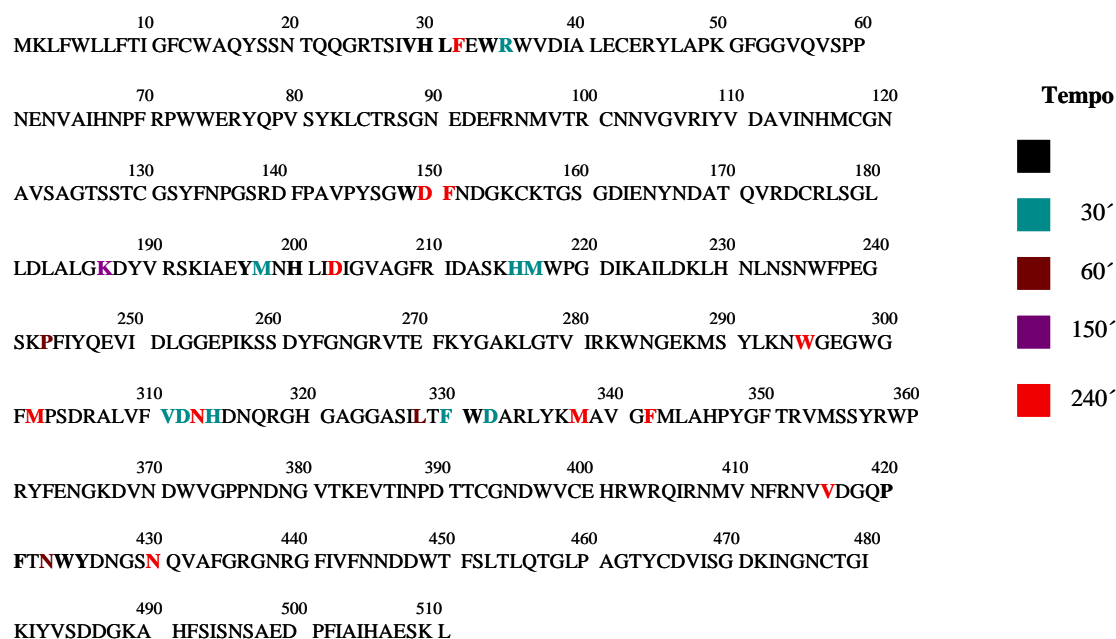 10 20 30 40 50 60
MKLFWLLFTI GFCWAQYSSN TQQGRTSIVH LFEWRWVDIA LECERYLAPK GFGGVQVSPP
70 80 90 100 110 120
NENVAIHNPF RPWWERYQPV SYKLCTRSGN EDEFRNMVTR CNNVGVRIYV DAVINHMCGN
Tempo
130 140 150 160 170 180
AVSAGTSSTC GSYFNPGSRD FPAVPYSGWD FNDGKCKTGS GDIENYNDAT QVRDCRLSGL
30´
190 200 210 220 230 240
LDLALGKDYV RSKIAEYMNH LIDIGVAGFR IDASKHMWPG DIKAILDKLH NLNSNWFPEG
60´
250 260 270 280 290 300
SKPFIYQEVI DLGGEPIKSS DYFGNGRVTE FKYGAKLGTV IRKWNGEKMS YLKNWGEGWG
150´
310 320 330 340 350 360
FMPSDRALVF VDNHDNQRGH GAGGASILTF WDARLYKMAV GFMLAHPYGF TRVMSSYRWP
240´
370 380 390 400 410 420
RYFENGKDVN DWVGPPNDNG VTKEVTINPD TTCGNDWVCE HRWRQIRNMV NFRNVVDGQP
430 440 450 460 470 480
FTNWYDNGSN QVAFGRGNRG FIVFNNDDWT FSLTLQTGLP AGTYCDVISG DKINGNCTGI
490 500 510
KIYVSDDGKA HFSISNSAED PFIAIHAESK L